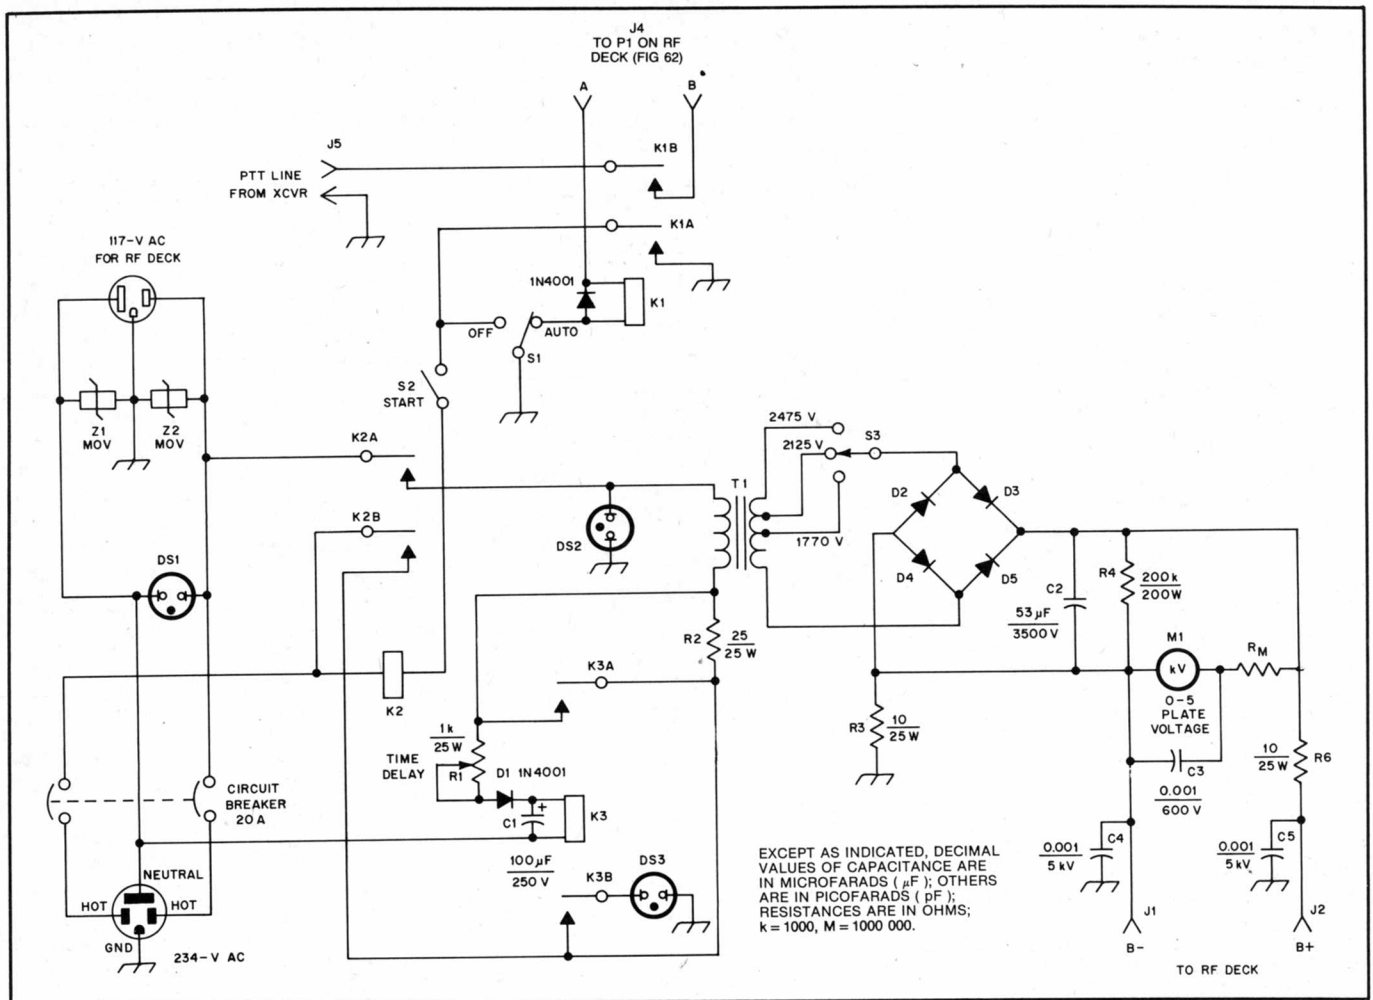 J4
TO P1 ON RF
DECK (FIG 62)
A
B
J5
K1B
PTT LINE
FROM XCVR
K1A
117-V AC
FOR RF DECK
1N4001
K1
OFF
AUTO
S1
S2
START
Z1
MOV
Z2
MOV
2475 V
K2A
2125 V
S3
T1
D2
D3
K2B
1770 V
DS2
DS1
D4
D5
C2
53 µF
3500 V
R4
200 k
200W
R2
25
25 W
M1
kV
RM
K3A
K2
0-5
PLATE
VOLTAGE
R3
10
25 W
1 k
25 W
TIME
DELAY
R1
D1 1N4001
10
25 W
R6
C3
0.001
600 V
CIRCUIT
BREAKER
20 A
+
C1
K3
100 µF
250 V
DS3
C4
0.001
5 kV
C5
0.001
5 kV
EXCEPT AS INDICATED, DECIMAL
VALUES OF CAPACITANCE ARE
IN MICROFARADS ( µF ); OTHERS
ARE IN PICOFARADS ( pF );
RESISTANCES ARE IN OHMS;
k = 1000, M = 1000 000.
NEUTRAL
K3B
HOT
HOT
J1
J2
GND
234-V AC
B-
B+
TO RF DECK